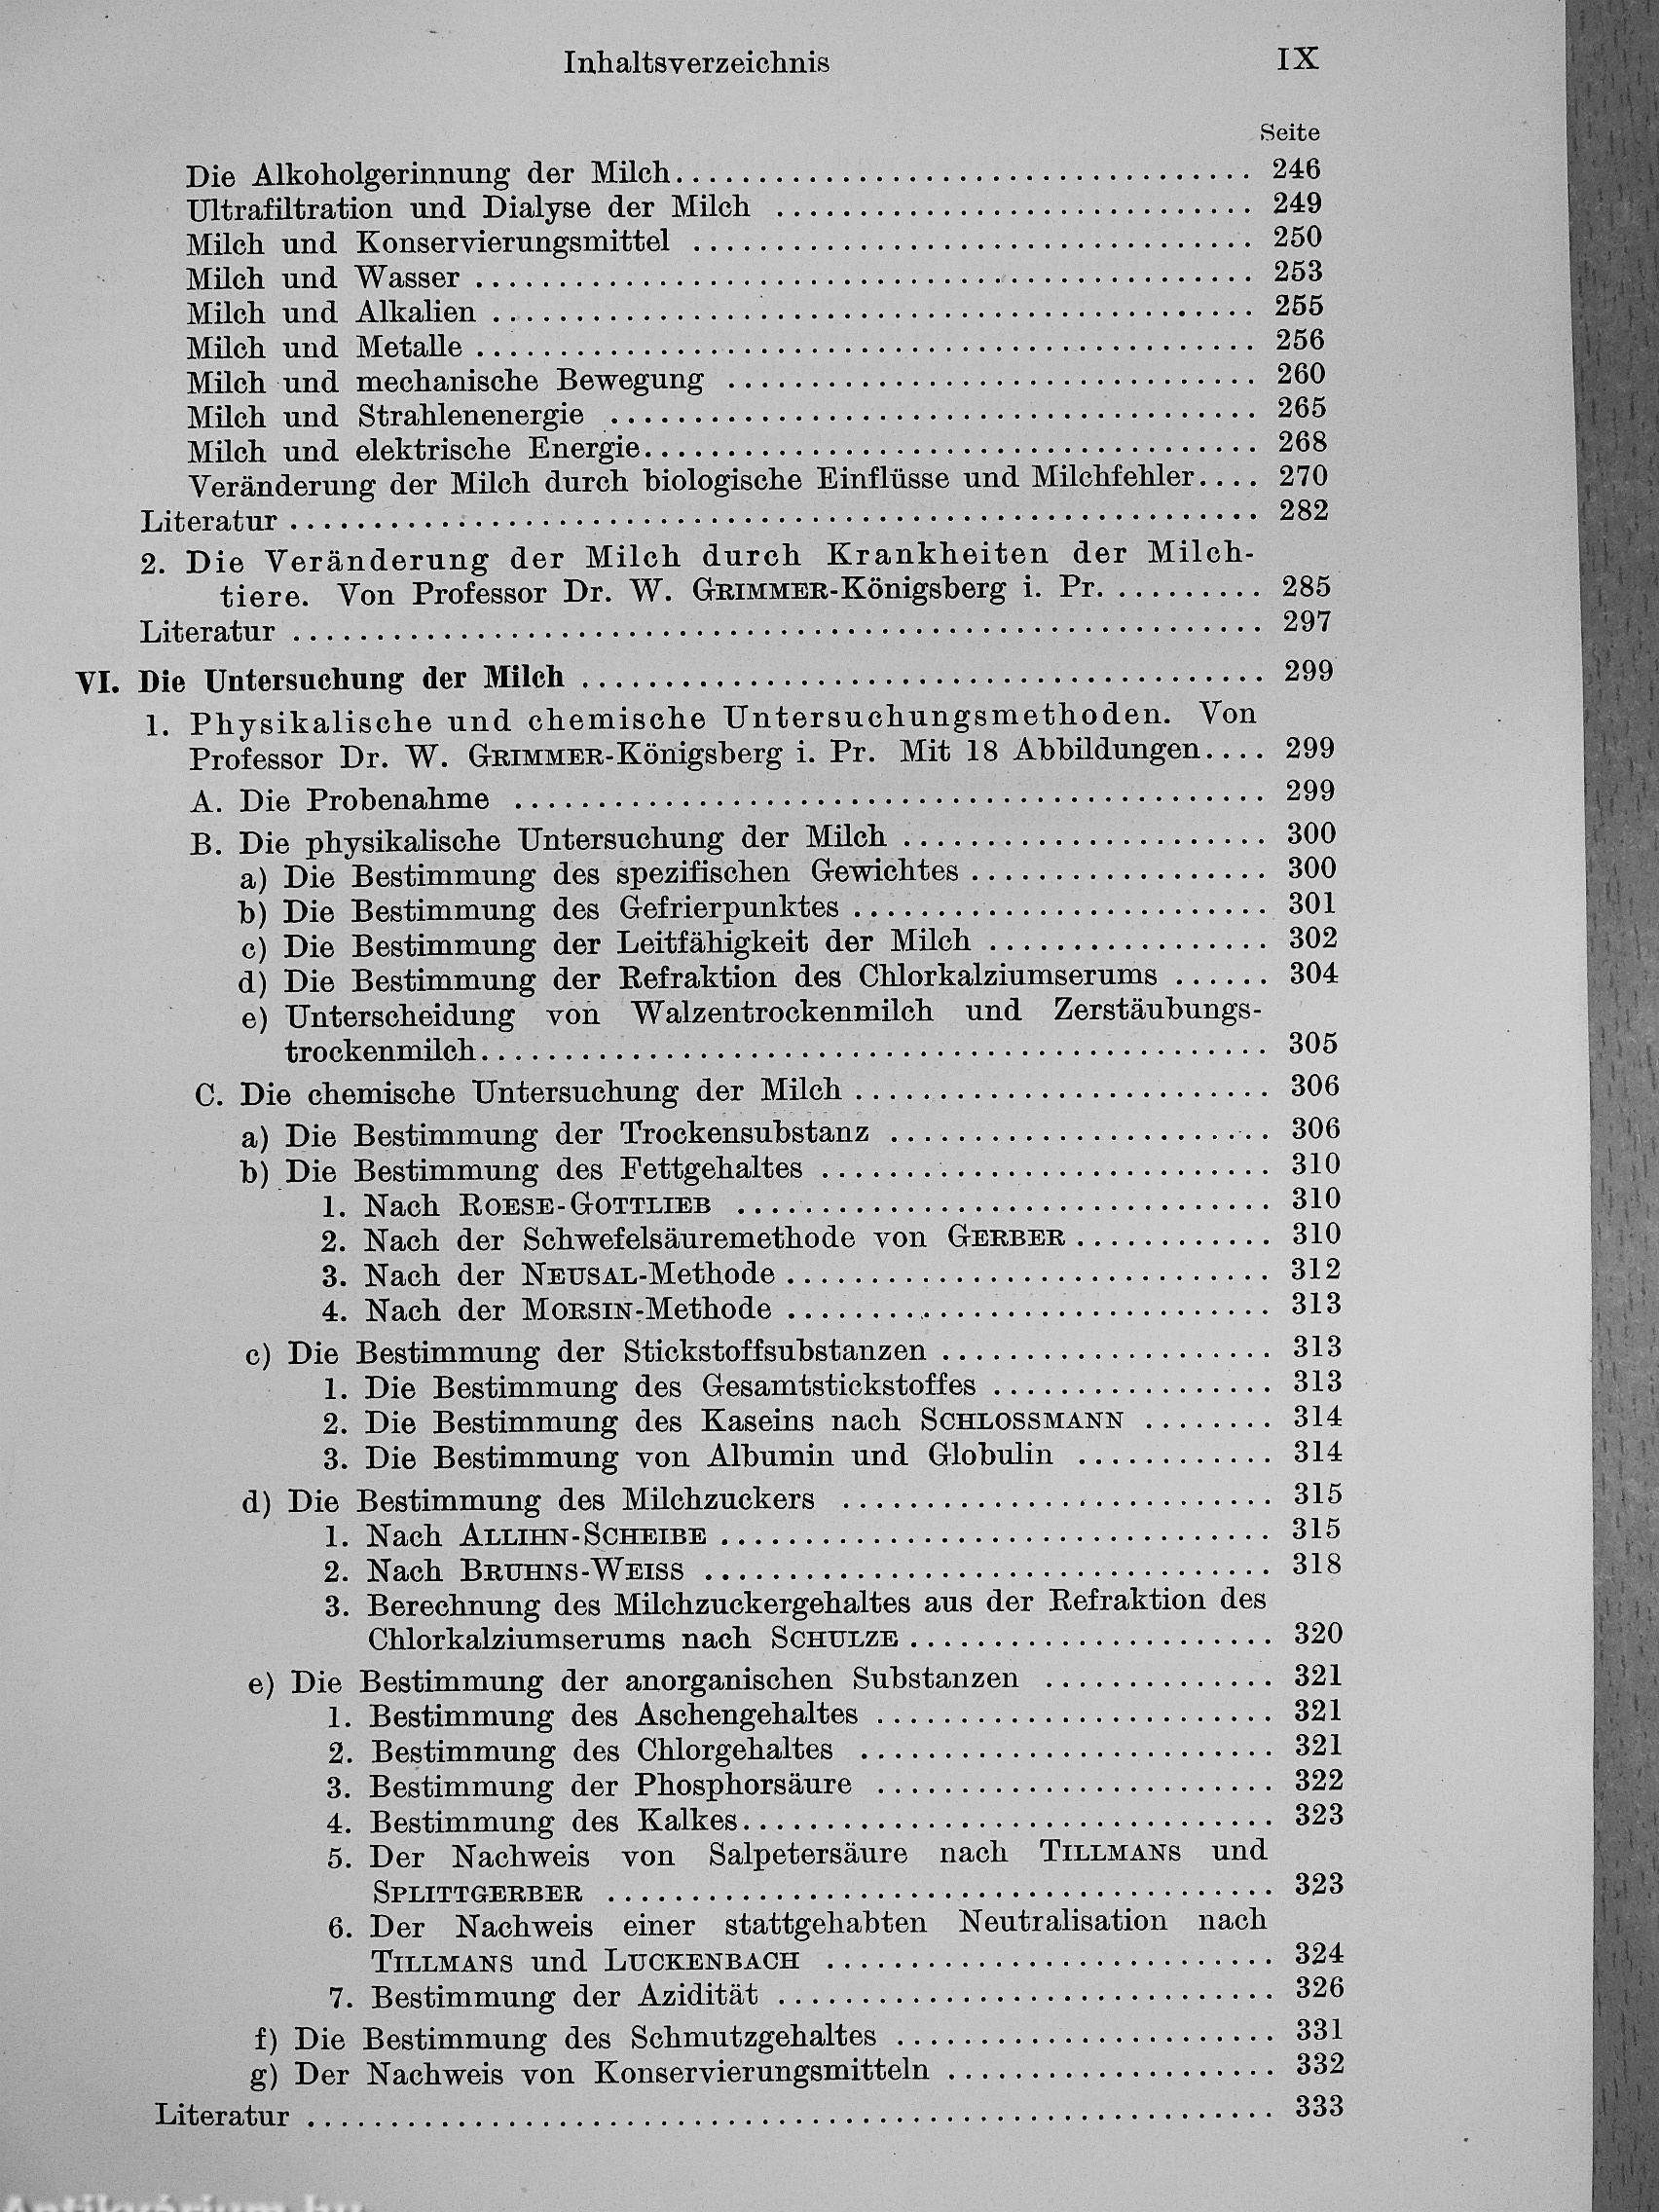 Inhaltsverzeichnis IX
Seite
Die Alkoholgerinnung der Milch.................................. 246
Ultrafiltration und Dialyse der Milch ............................ 249
Milch und Konservierungsmittel ................................. 250
Milch und Wasser .............................................. 253
Milch und Alkalien ............................................. 255
Milch und Metalle .............................................. 256
Milch und mechanische Bewegung ............................... 260
Milch und Strahlenenergie ...................................... 265
Milch und elektrische Energie.................................... 268
Veränderung der Milch durch biologische Einflüsse und Milchfehler.... 270
Literatur .......................................................... 282
2. Die Veränderung der Milch durch Krankheiten der Milch-
tiere. Von Professor Dr. W. GRIMMER-Königsberg i. Pr. ......... 285
Literatur .......................................................... 297
VI. Die Untersuchung der Milch ......................................... 299
1. Physikalische und chemische Untersuchungsmethoden. Von
Professor Dr. W. GRIMMER-Königsberg i. Pr. Mit 18 Abbildungen.... 299
A. Die Probenahme ............................................. 299
B. Die physikalische Untersuchung der Milch ...................... 300
a) Die Bestimmung des spezifischen Gewichtes .................. 300
b) Die Bestimmung des Gefrierpunktes ......................... 301
c) Die Bestimmung der Leitfähigkeit der Milch ................. 302
d) Die Bestimmung der Refraktion des Chlorkalziumserums ...... 304
e) Unterscheidung von Walzentrockenmilch und Zerstäubungs-
trockenmilch............................................... 305
C. Die chemische Untersuchung der Milch ......................... 306
a) Die Bestimmung der Trockensubstanz ....................... 306
b) Die Bestimmung des Fettgehaltes ........................... 310
1. Nach ROESE-GOTTLIEB ................................ 310
2. Nach der Schwefelsäuremethode von GERBER ............ 310
3. Nach der NEUSAL-Methode ............................. 312
4. Nach der MORSIN-Methode ............................. 313
c) Die Bestimmung der Stickstoffsubstanzen .................... 313
1. Die Bestimmung des Gesamtstickstoffes ................. 313
2. Die Bestimmung des Kaseins nach SCHLOSSMANN ........ 314
3. Die Bestimmung von Albumin und Globulin ............ 314
d) Die Bestimmung des Milchzuckers .......................... 315
1. Nach ALLIHN-SCHEIBE ................................. 315
2. Nach BRUHNS-WEISS .................................. 318
3. Berechnung des Milchzuckergehaltes aus der Refraktion des
Chlorkalziumserums nach SCHULZE ...................... 320
e) Die Bestimmung der anorganischen Substanzen .............. 321
1. Bestimmung des Aschengehaltes ........................ 321
2. Bestimmung des Chlorgehaltes ......................... 321
3. Bestimmung der Phosphorsäure ........................ 322
4. Bestimmung des Kalkes................................ 323
5. Der Nachweis von Salpetersäure nach TILLMANS und
SPLITTGERBER ........................................ 323
6. Der Nachweis einer stattgehabten Neutralisation nach
TILLMANS und LUCKENBACH ........................... 324
7. Bestimmung der Azidität .............................. 326
f) Die Bestimmung des Schmutzgehaltes ....................... 331
g) Der Nachweis von Konservierungsmitteln .................... 332
Literatur .......................................................... 333
Antikvárium.hu